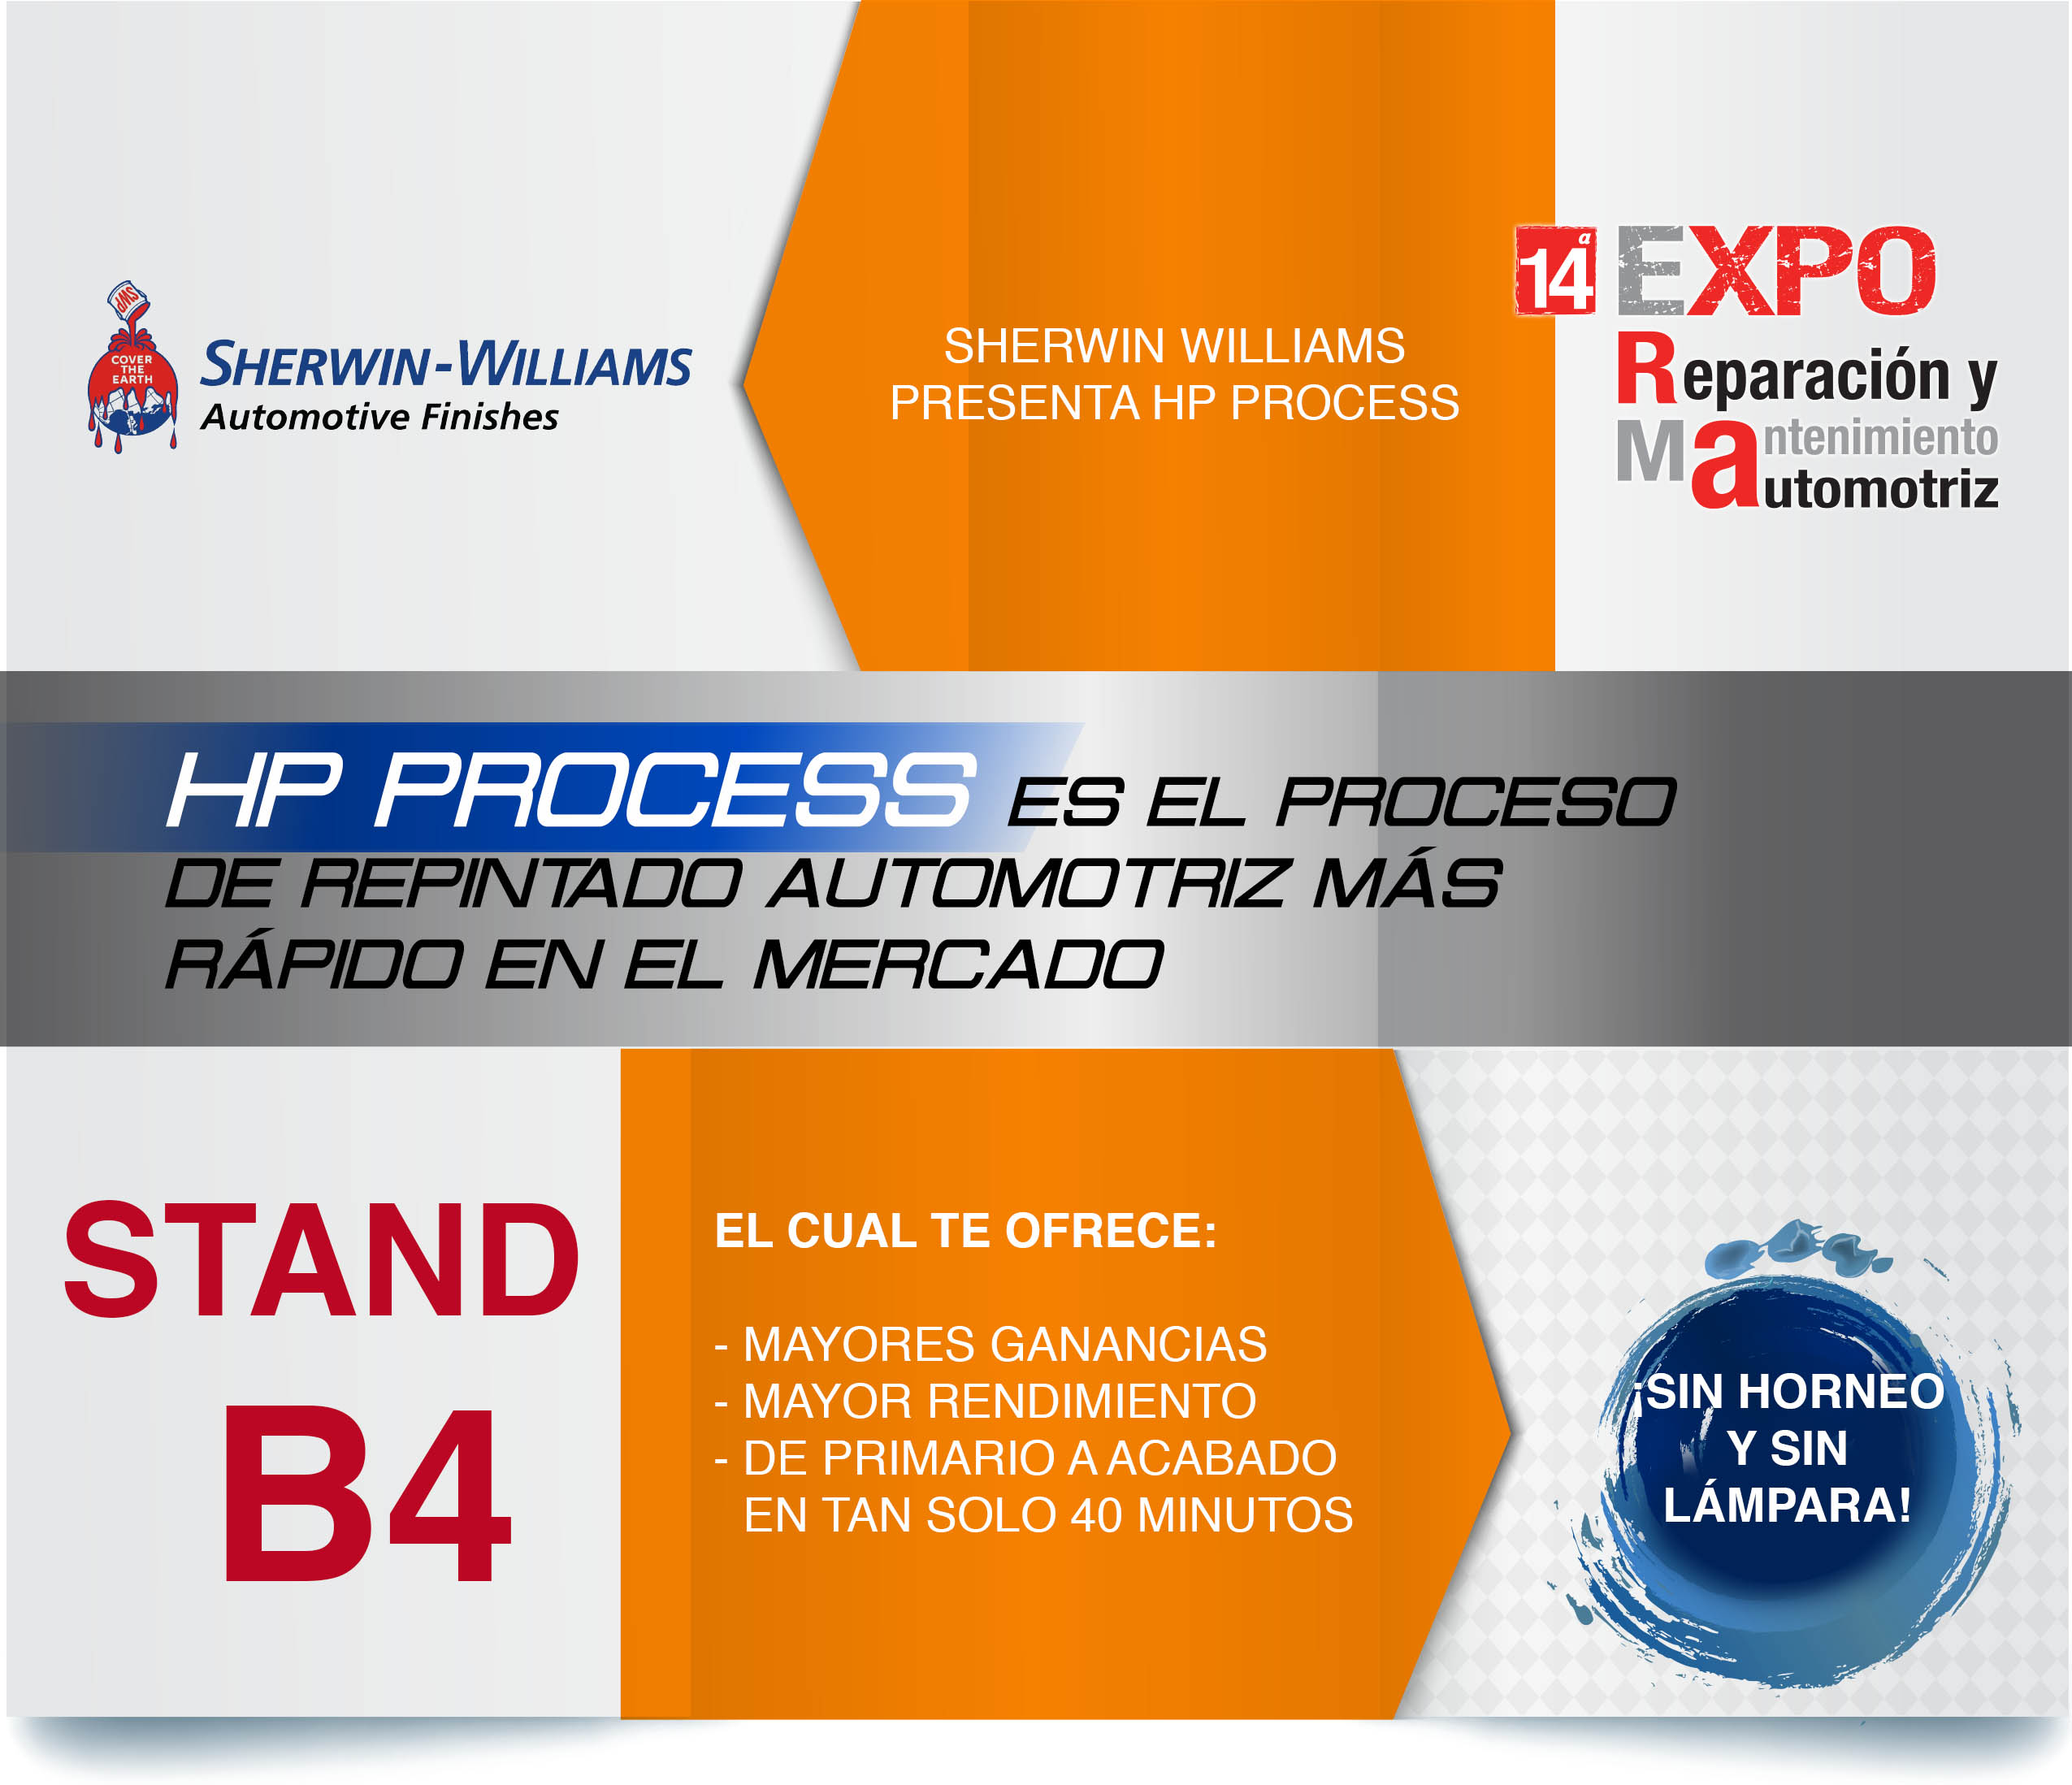 SWP
COVER
THE
EARTH
SHERWIN-WILLIAMS
Automotive Finishes
SHERWIN WILLIAMS
PRESENTA HP PROCESS
14ª EXPO
Reparación y
Mantenimiento
automotriz
HP PROCESS ES EL PROCESO
DE REPINTADO AUTOMOTRIZ MÁS
RÁPIDO EN EL MERCADO
STAND
B4
EL CUAL TE OFRECE:
- MAYORES GANANCIAS
- MAYOR RENDIMIENTO
- DE PRIMARIO A ACABADO
EN TAN SOLO 40 MINUTOS
¡SIN HORNEO
Y SIN
LÁMPARA!